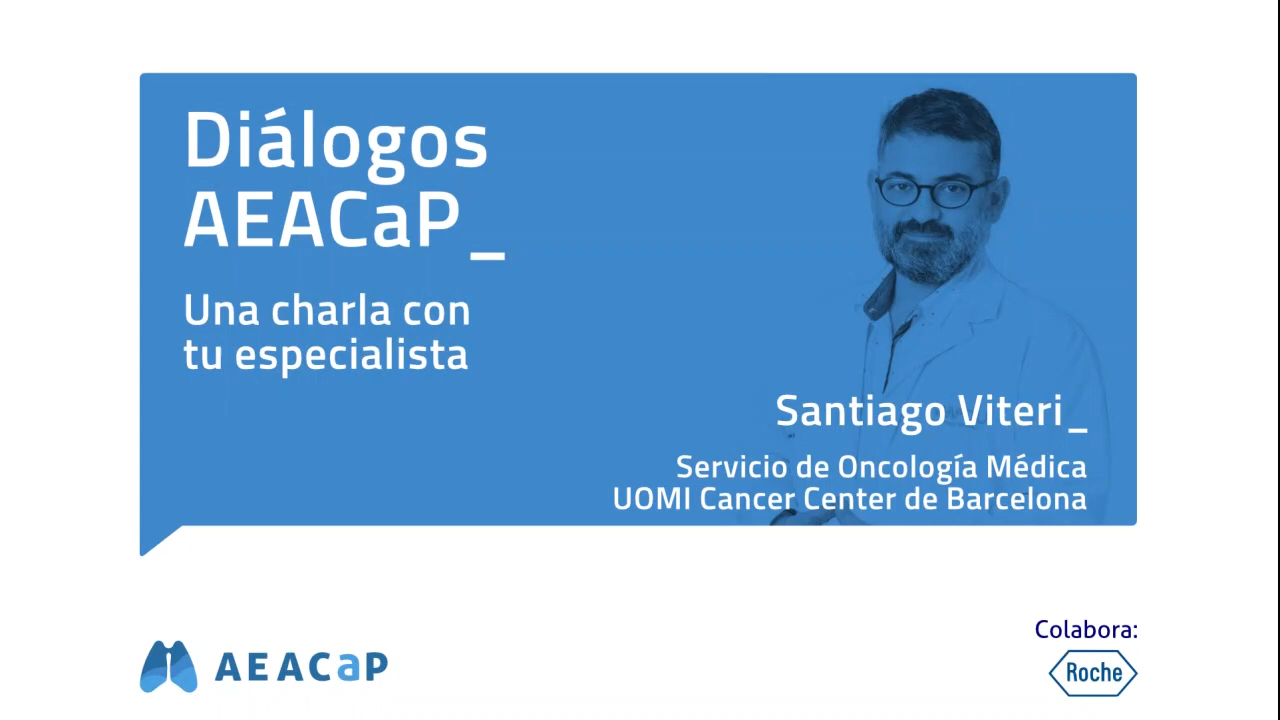 Diálogos
AEACaP_
Una charla con
tu especialista
Santiago Viteri_
Servicio de Oncología Médica
UOMI Cancer Center de Barcelona
AEACaP
Colabora:
Roche